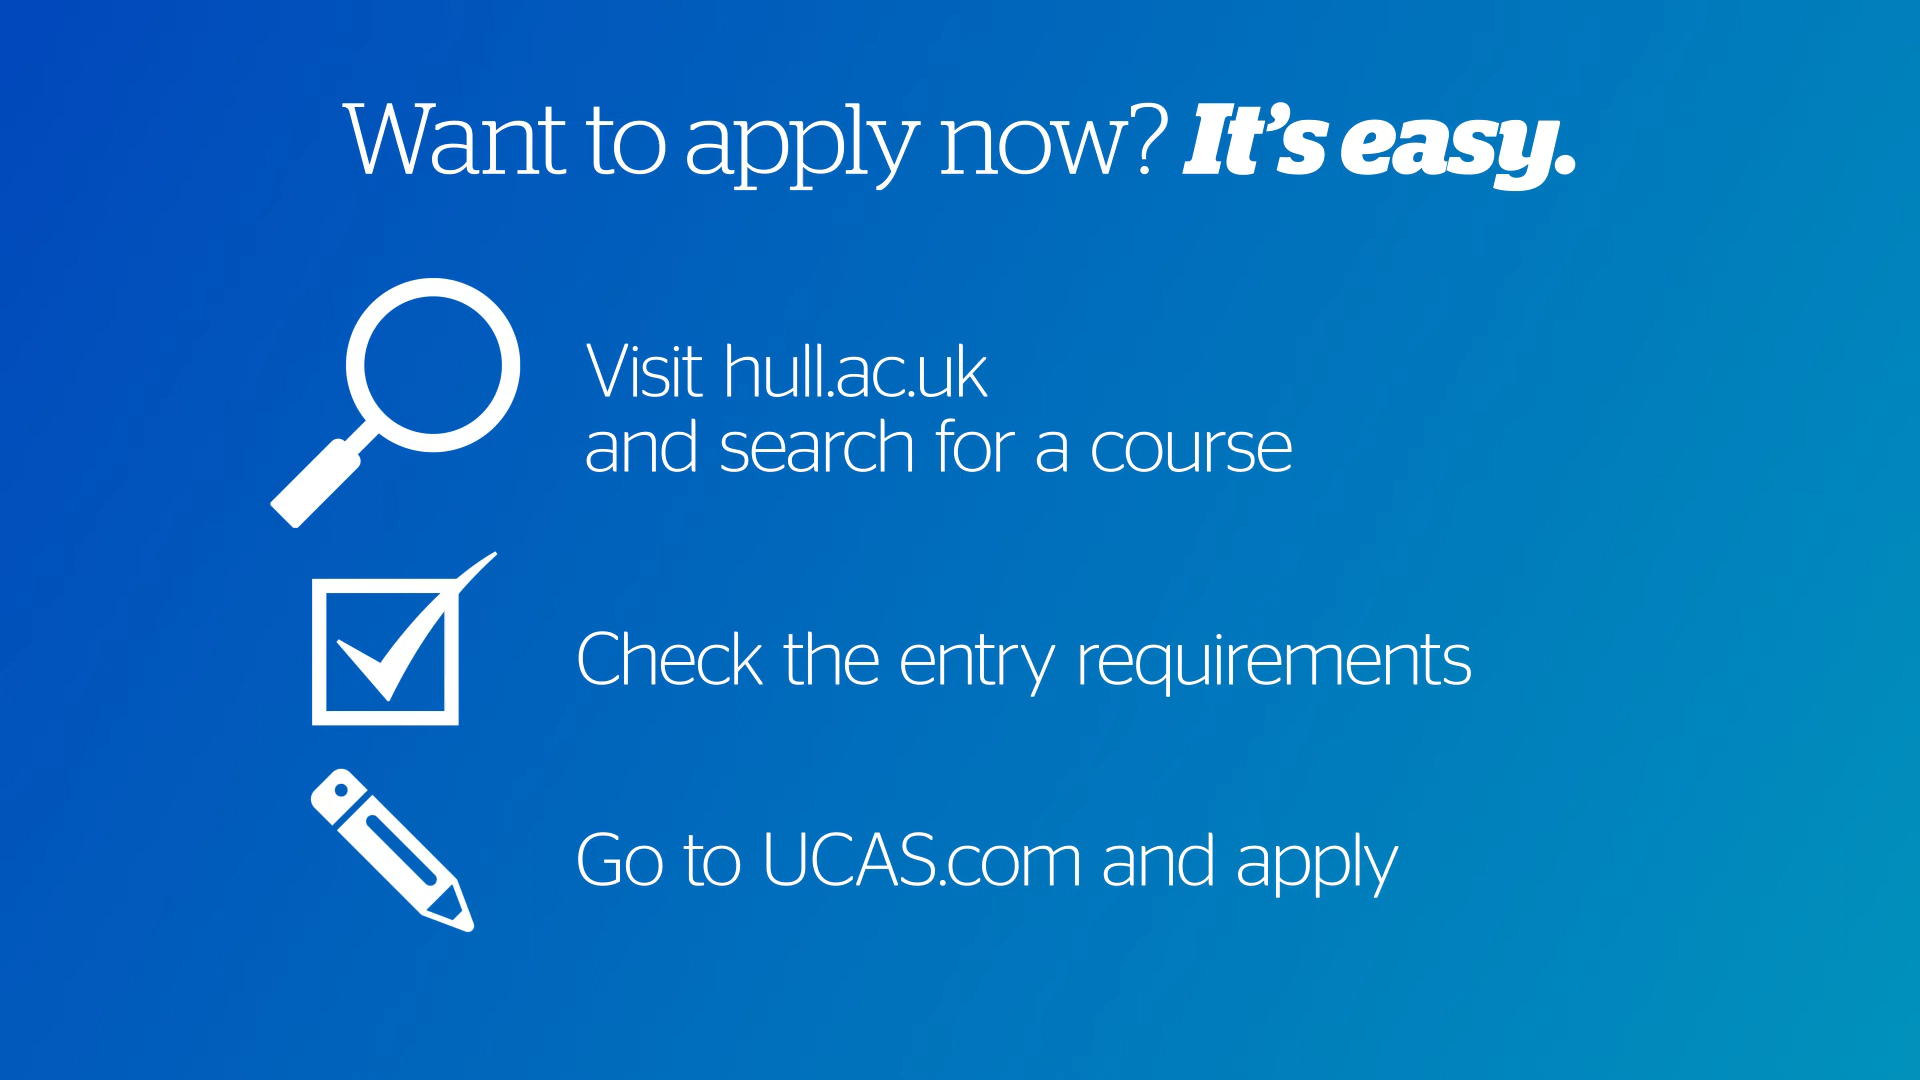 Want to apply now? It's easy.
Visit hull.ac.uk
and search for a course
Check the entry requirements
Go to UCAS.com and apply